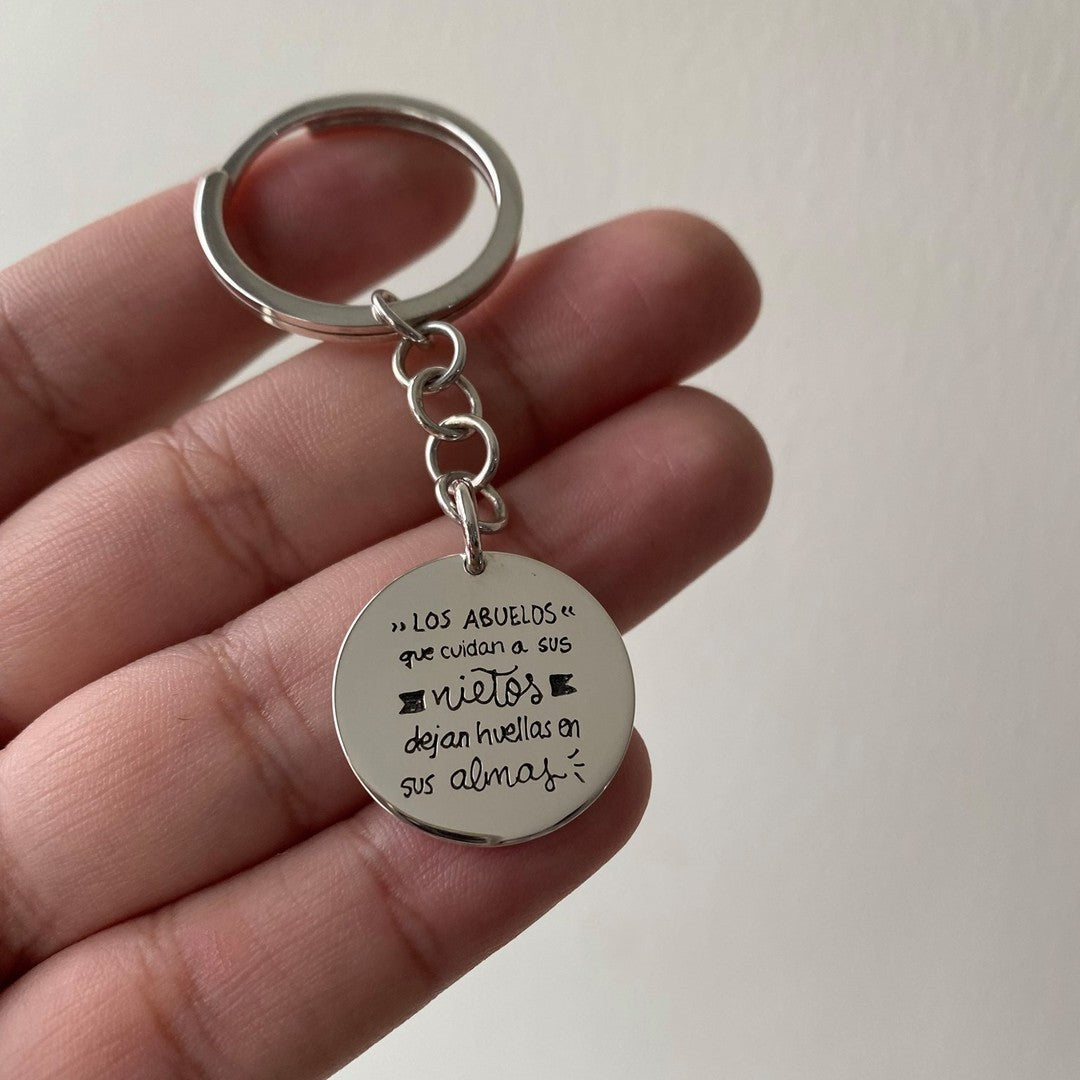 »LOS ABUELOS«
que cuidan a sus
nietos
dejan huellas en
sus almas